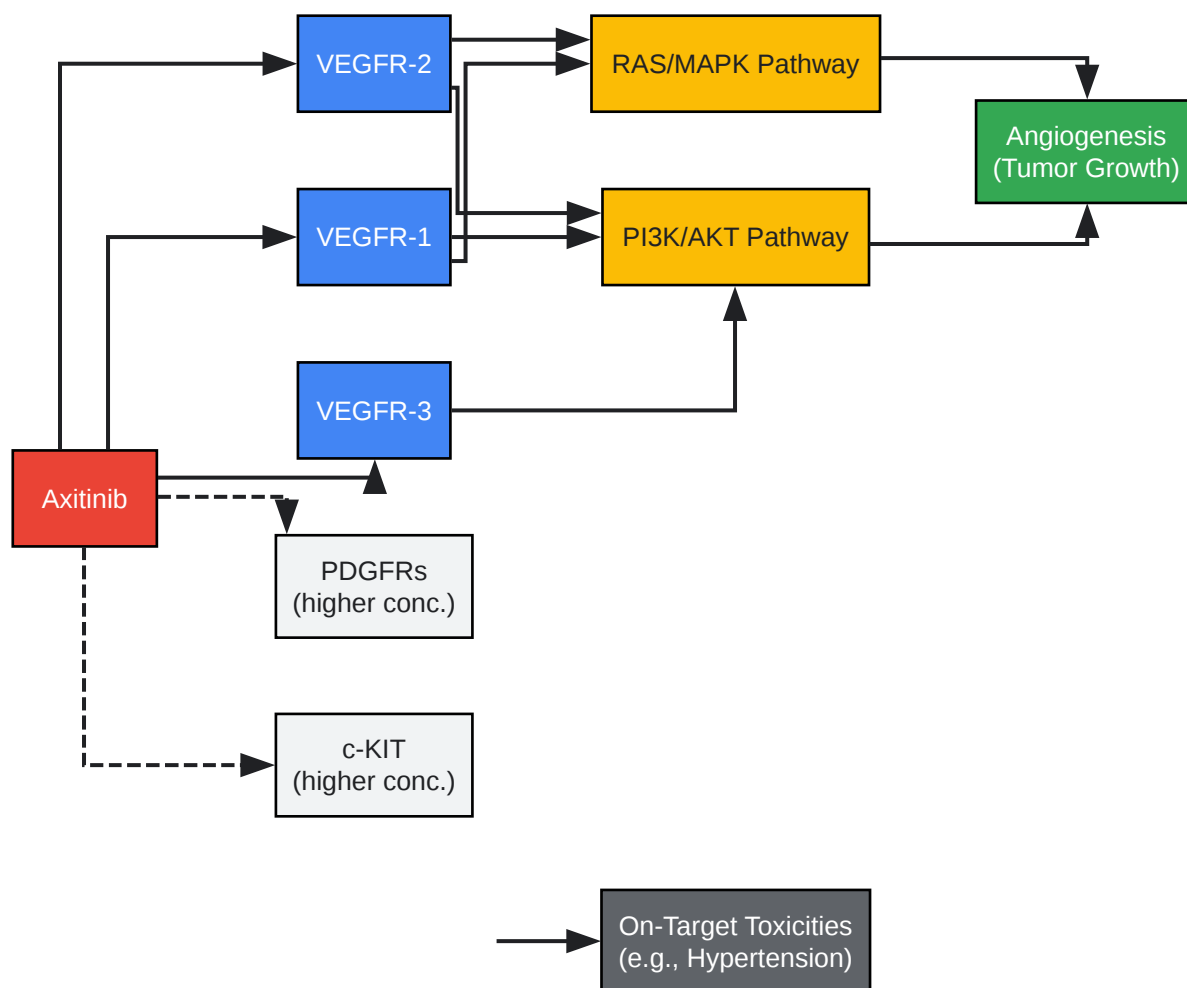 VEGFR-2
RAS/MAPK Pathway
Angiogenesis
(Tumor Growth)
VEGFR-1
PI3K/AKT Pathway
VEGFR-3
Axitinib
PDGFRs
(higher conc.)
c-KIT
(higher conc.)
On-Target Toxicities
(e.g., Hypertension)